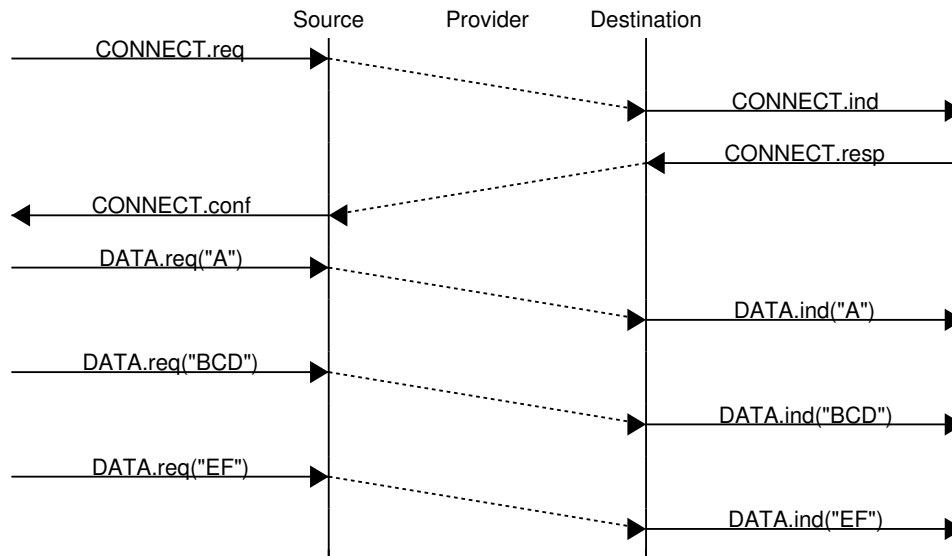 Source Provider Destination
CONNECT.req
CONNECT.ind
CONNECT.resp
CONNECT.conf
DATA.req("A")
DATA.ind("A")
DATA.req("BCD")
DATA.ind("BCD")
DATA.req("EF")
DATA.ind("EF")